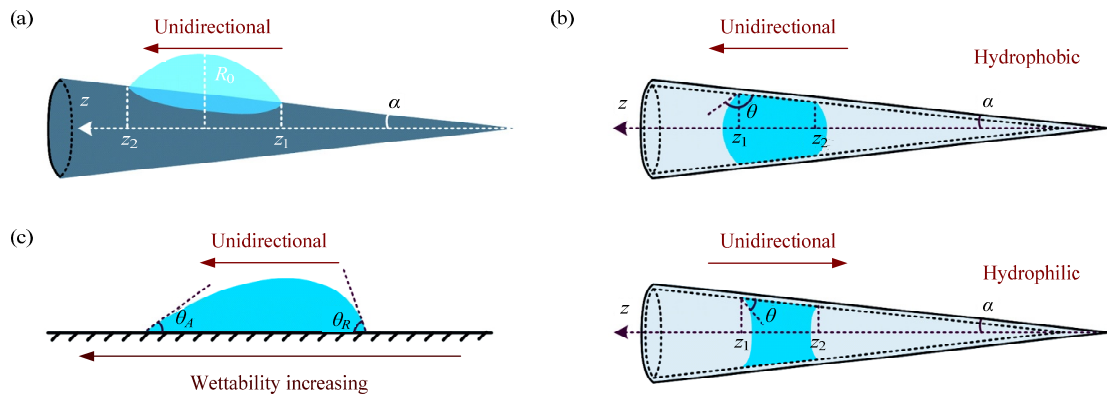 (a)
Unidirectional
R0
z
α
z2
z1
(b)
Unidirectional
Hydrophobic
z
θ
α
z1
z2
(c)
Unidirectional
θA
θR
Wettability increasing
Unidirectional
Hydrophilic
z
θ
α
z1
z2